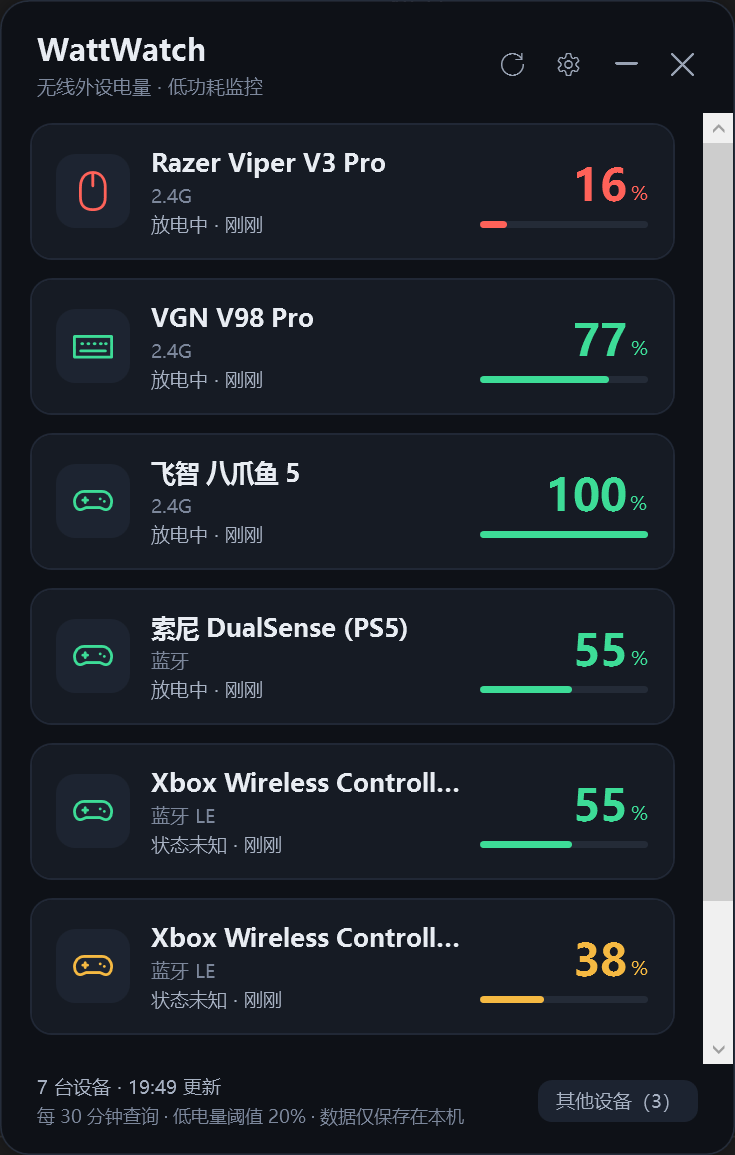 WattWatch
无线外设电量 · 低功耗监控
Razer Viper V3 Pro
2.4G
放电中 · 刚刚
16%
VGN V98 Pro
2.4G
放电中 · 刚刚
77%
飞智 八爪鱼 5
2.4G
放电中 · 刚刚
100%
索尼 DualSense (PS5)
蓝牙
放电中 · 刚刚
55%
Xbox Wireless Controll...
蓝牙 LE
状态未知 · 刚刚
55%
Xbox Wireless Controll...
蓝牙 LE
状态未知 · 刚刚
38%
7 台设备 · 19:49 更新
每 30 分钟查询 · 低电量阈值 20% · 数据仅保存在本机
其他设备（3）